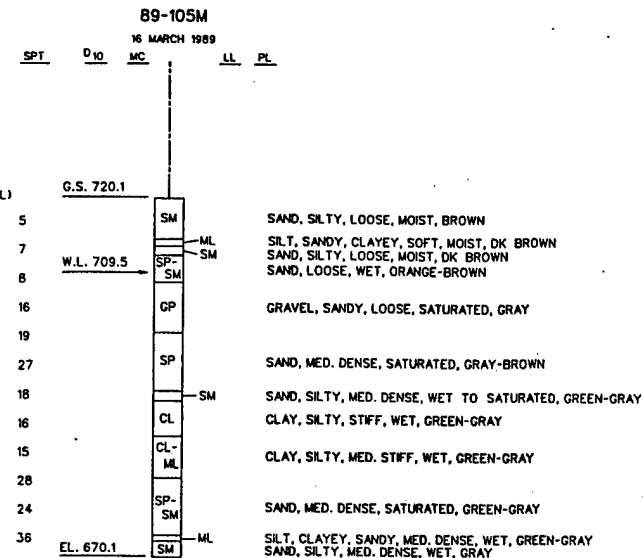 89-105M
16 MARCH 1989
SPT D10 MC LL PL
L)
G.S. 720.1
5 SM SAND, SILTY, LOOSE, MOIST, BROWN
ML SILT, SANDY, CLAYEY, SOFT, MOIST, DK BROWN
7 SM SAND, SILTY, LOOSE, MOIST, DK BROWN
W.L. 709.5 SP-SM SAND, LOOSE, WET, ORANGE-BROWN
8
16 GP GRAVEL, SANDY, LOOSE, SATURATED, GRAY
19
27 SP SAND, MED. DENSE, SATURATED, GRAY-BROWN
18 SM SAND, SILTY, MED. DENSE, WET TO SATURATED, GREEN-GRAY
16 CL CLAY, SILTY, STIFF, WET, GREEN-GRAY
15 CL-ML CLAY, SILTY, MED. STIFF, WET, GREEN-GRAY
28
24 SP-SM SAND, MED. DENSE, SATURATED, GREEN-GRAY
36 ML SILT, CLAYEY, SANDY, MED. DENSE, WET, GREEN-GRAY
EL. 670.1 SM SAND, SILTY, MED. DENSE, WET, GRAY